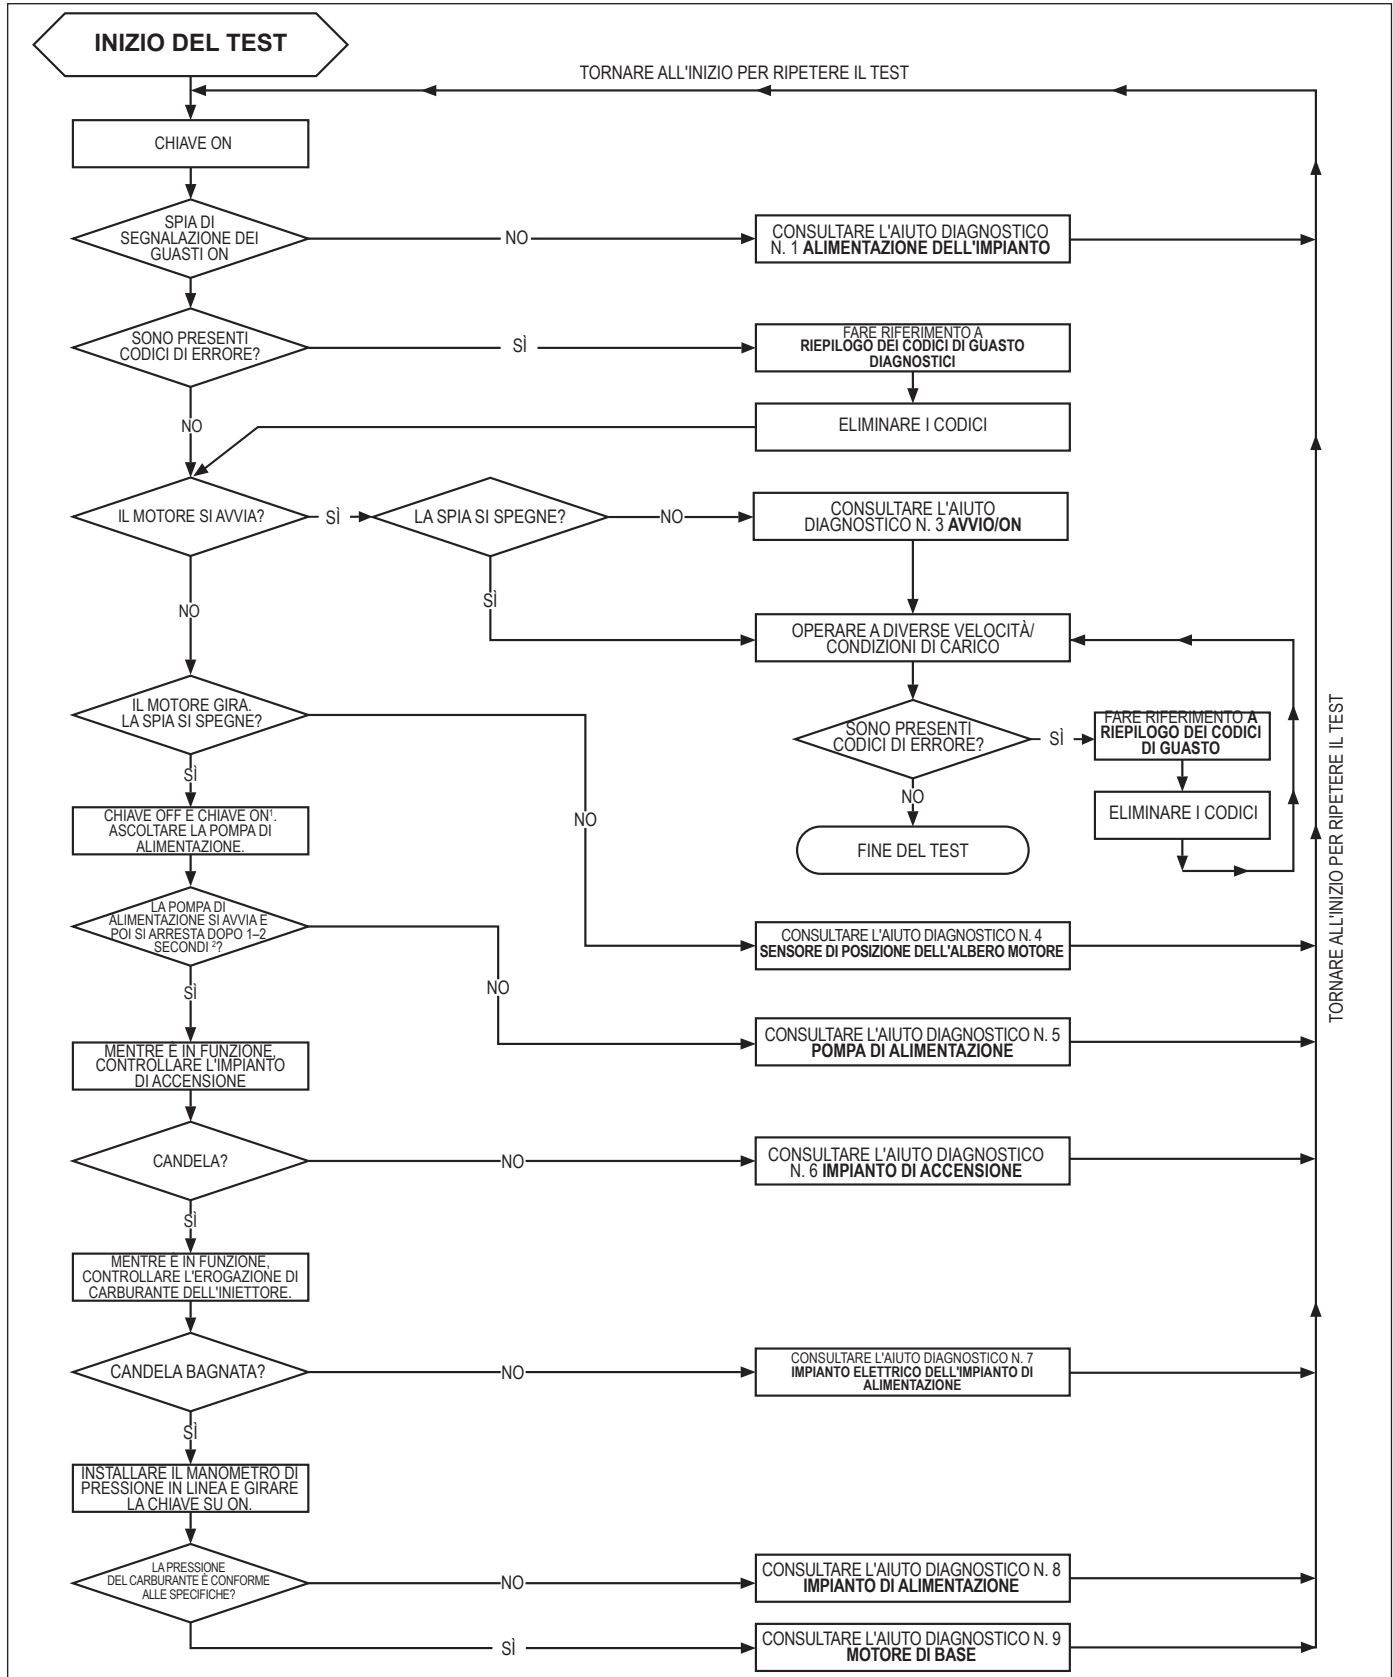 INIZIO DEL TEST
TORNARE ALL'INIZIO PER RIPETERE IL TEST
CHIAVE ON
SPIA DI
SEGNALAZIONE DEI
GUASTI ON
NO
CONSULTARE L'AIUTO DIAGNOSTICO
N. 1 ALIMENTAZIONE DELL'IMPIANTO
SONO PRESENTI
CODICI DI ERRORE?
SÌ
FARE RIFERIMENTO A
RIEPILOGO DEI CODICI DI GUASTO
DIAGNOSTICI
NO
ELIMINARE I CODICI
IL MOTORE SI AVVIA?
SÌ
LA SPIA SI SPEGNE?
NO
CONSULTARE L'AIUTO
DIAGNOSTICO N. 3 AVVIO/ON
NO
SÌ
OPERARE A DIVERSE VELOCITÀ/
CONDIZIONI DI CARICO
IL MOTORE GIRA.
LA SPIA SI SPEGNE?
SONO PRESENTI
CODICI DI ERRORE?
SÌ
FARE RIFERIMENTO A
RIEPILOGO DEI CODICI
DI GUASTO
SÌ
NO
ELIMINARE I CODICI
CHIAVE OFF E CHIAVE ON¹.
ASCOLTARE LA POMPA DI
ALIMENTAZIONE.
NO
FINE DEL TEST
TORNARE ALL'INIZIO PER RIPETERE IL TEST
LA POMPA DI
ALIMENTAZIONE SI AVVIA E
POI SI ARRESTA DOPO 1–2
SECONDI ²?
CONSULTARE L'AIUTO DIAGNOSTICO N. 4
SENSORE DI POSIZIONE DELL'ALBERO MOTORE
SÌ
NO
MENTRE È IN FUNZIONE,
CONTROLLARE L'IMPIANTO
DI ACCENSIONE
CONSULTARE L'AIUTO DIAGNOSTICO N. 5
POMPA DI ALIMENTAZIONE
CANDELA?
NO
CONSULTARE L'AIUTO DIAGNOSTICO
N. 6 IMPIANTO DI ACCENSIONE
SÌ
MENTRE È IN FUNZIONE,
CONTROLLARE L'EROGAZIONE DI
CARBURANTE DELL'INIETTORE.
CANDELA BAGNATA?
NO
CONSULTARE L'AIUTO DIAGNOSTICO N. 7
IMPIANTO ELETTRICO DELL'IMPIANTO DI
ALIMENTAZIONE
SÌ
INSTALLARE IL MANOMETRO DI
PRESSIONE IN LINEA E GIRARE
LA CHIAVE SU ON.
LA PRESSIONE
DEL CARBURANTE È CONFORME
ALLE SPECIFICHE?
NO
CONSULTARE L'AIUTO DIAGNOSTICO N. 8
IMPIANTO DI ALIMENTAZIONE
SÌ
CONSULTARE L'AIUTO DIAGNOSTICO N. 9
MOTORE DI BASE